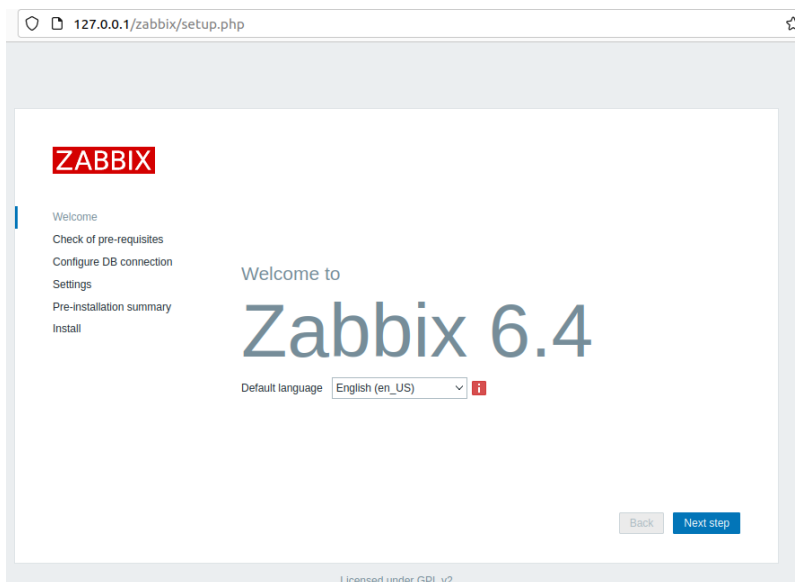 127.0.0.1/zabbix/setup.php
ZABBIX
Welcome
Check of pre-requisites
Configure DB connection
Settings
Pre-installation summary
Install
Welcome to
Zabbix 6.4
Default language English (en_US) i
Back Next step
Licensed under GPL v2